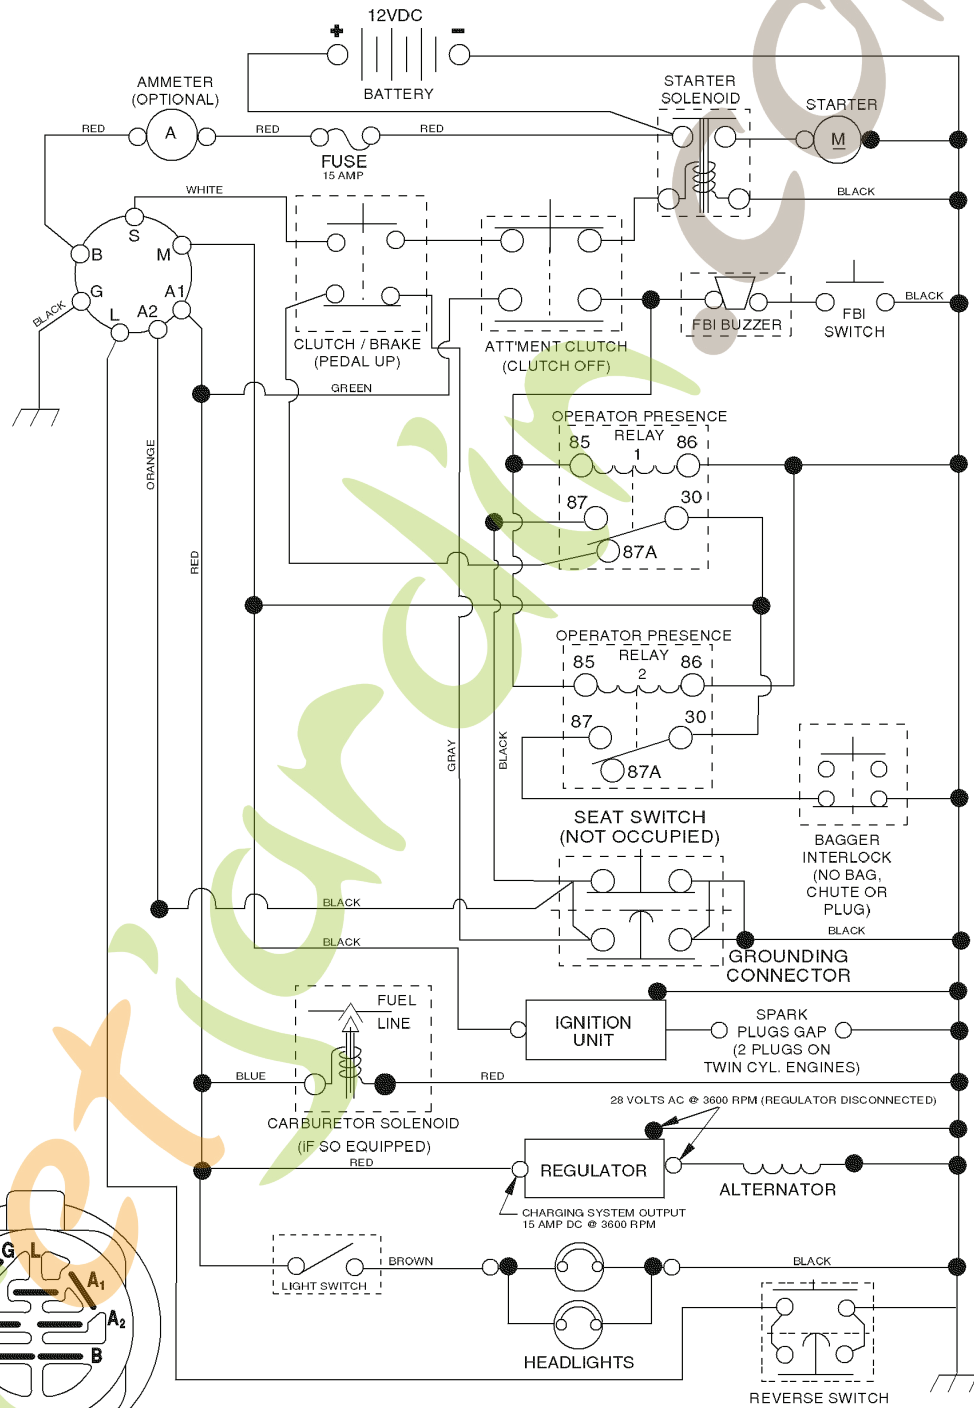 12VDC
+
-
BATTERY
AMMETER
(OPTIONAL)
STARTER
SOLENOID
STARTER
RED
A
RED
RED
M
FUSE
15 AMP
WHITE
BLACK
S
B
M
G
A1
L
A2
BLACK
BLACK
FBI BUZZER
FBI
SWITCH
CLUTCH / BRAKE
(PEDAL UP)
ATT'MENT CLUTCH
(CLUTCH OFF)
GREEN
OPERATOR PRESENCE
RELAY
1
85
86
87
30
87A
ORANGE
RED
OPERATOR PRESENCE
RELAY
2
85
86
87
30
87A
GRAY
BLACK
SEAT SWITCH
(NOT OCCUPIED)
BAGGER
INTERLOCK
(NO BAG,
CHUTE OR
PLUG)
BLACK
BLACK
BLACK
GROUNDING
CONNECTOR
FUEL
LINE
IGNITION
UNIT
SPARK
PLUGS GAP
(2 PLUGS ON
TWIN CYL. ENGINES)
BLUE
RED
CARBURETOR SOLENOID
(IF SO EQUIPPED)
28 VOLTS AC @ 3600 RPM (REGULATOR DISCONNECTED)
RED
REGULATOR
ALTERNATOR
CHARGING SYSTEM OUTPUT
15 AMP DC @ 3600 RPM
LIGHT SWITCH
BROWN
BLACK
HEADLIGHTS
REVERSE SWITCH
G
L
A1
A2
B
etjardin.co